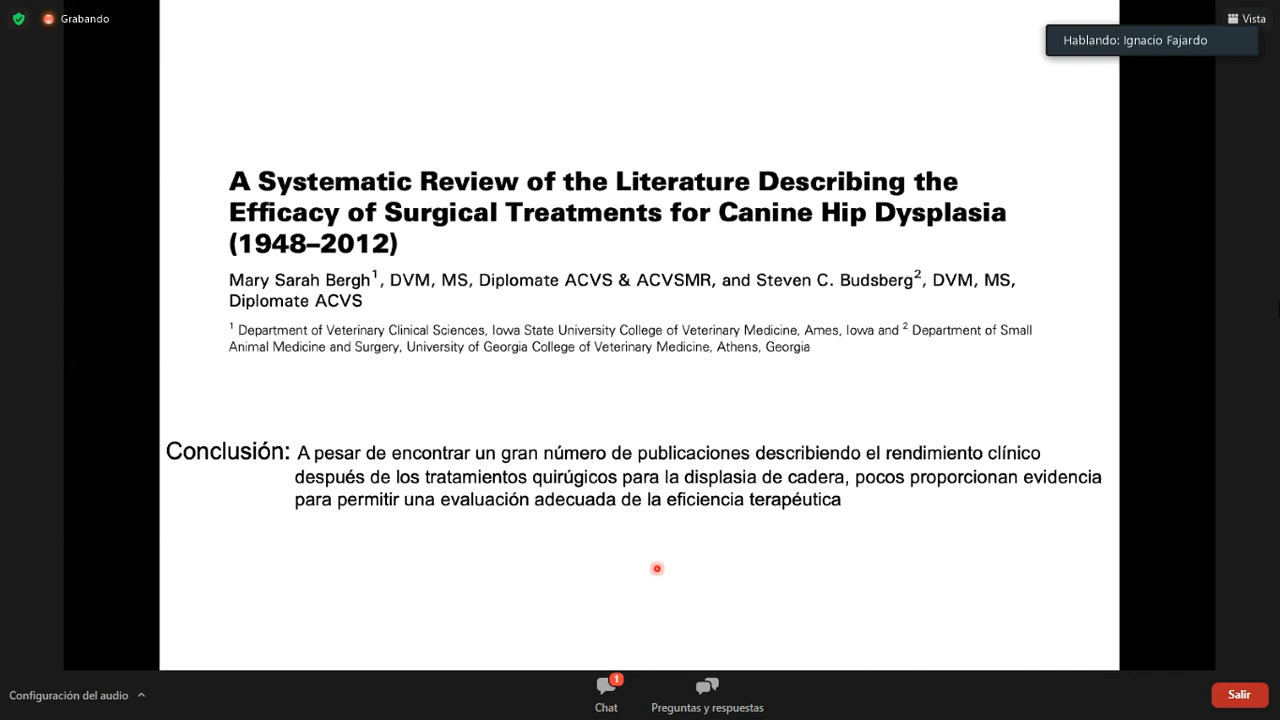 Grabando
Vista
Hablando: Ignacio Fajardo
A Systematic Review of the Literature Describing the
Efficacy of Surgical Treatments for Canine Hip Dysplasia
(1948–2012)
Mary Sarah Bergh1, DVM, MS, Diplomate ACVS & ACVSMR, and Steven C. Budsberg2, DVM, MS,
Diplomate ACVS
1 Department of Veterinary Clinical Sciences, Iowa State University College of Veterinary Medicine, Ames, Iowa and 2 Department of Small
Animal Medicine and Surgery, University of Georgia College of Veterinary Medicine, Athens, Georgia
Conclusión: A pesar de encontrar un gran número de publicaciones describiendo el rendimiento clínico
después de los tratamientos quirúgicos para la displasia de cadera, pocos proporcionan evidencia
para permitir una evaluación adecuada de la eficiencia terapéutica
Configuración del audio
1
Chat
Preguntas y respuestas
Salir